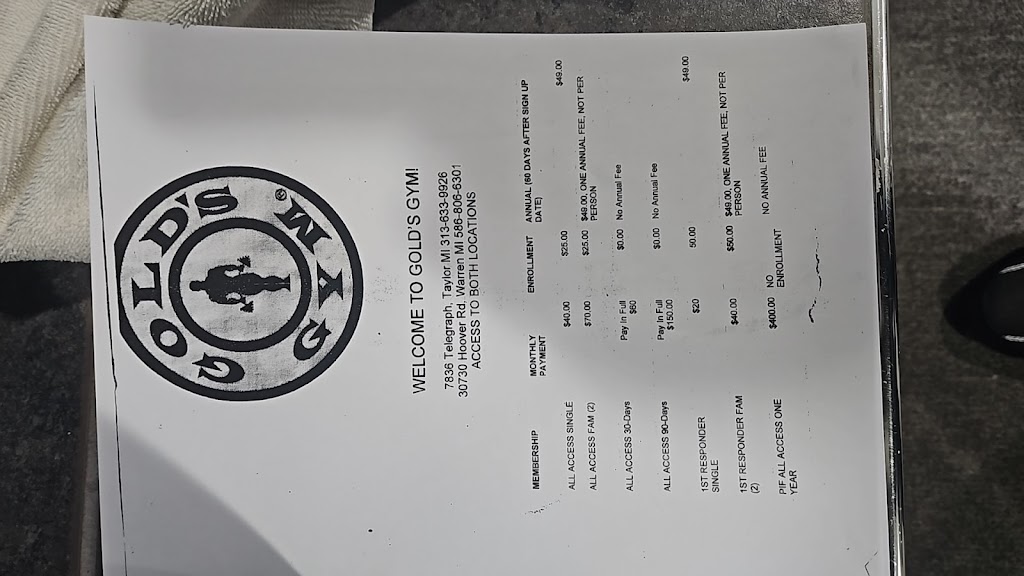 GOLD'S GYM
®
WELCOME TO GOLD'S GYM!
7836 Telegraph. Taylor MI 313-633-9926
30730 Hoover Rd. Warren MI 586-806-6301
ACCESS TO BOTH LOCATIONS
MEMBERSHIP MONTHLY PAYMENT ENROLLMENT ANNUAL (60 DAYS AFTER SIGN UP DATE)
ALL ACCESS SINGLE $40.00 $25.00 $49.00
ALL ACCESS FAM (2) $70.00 $25.00 $49.00, ONE ANNUAL FEE, NOT PER PERSON
ALL ACCESS 30-Days Pay In Full $60 $0.00 No Annual Fee
ALL ACCESS 90-Days Pay In Full $150.00 $0.00 No Annual Fee
1ST RESPONDER SINGLE $20 50.00 $49.00
1ST RESPONDER FAM (2) $40.00 $50.00 $49.00, ONE ANNUAL FEE, NOT PER PERSON
PIF ALL ACCESS ONE YEAR $400.00 NO ENROLLMENT NO ANNUAL FEE